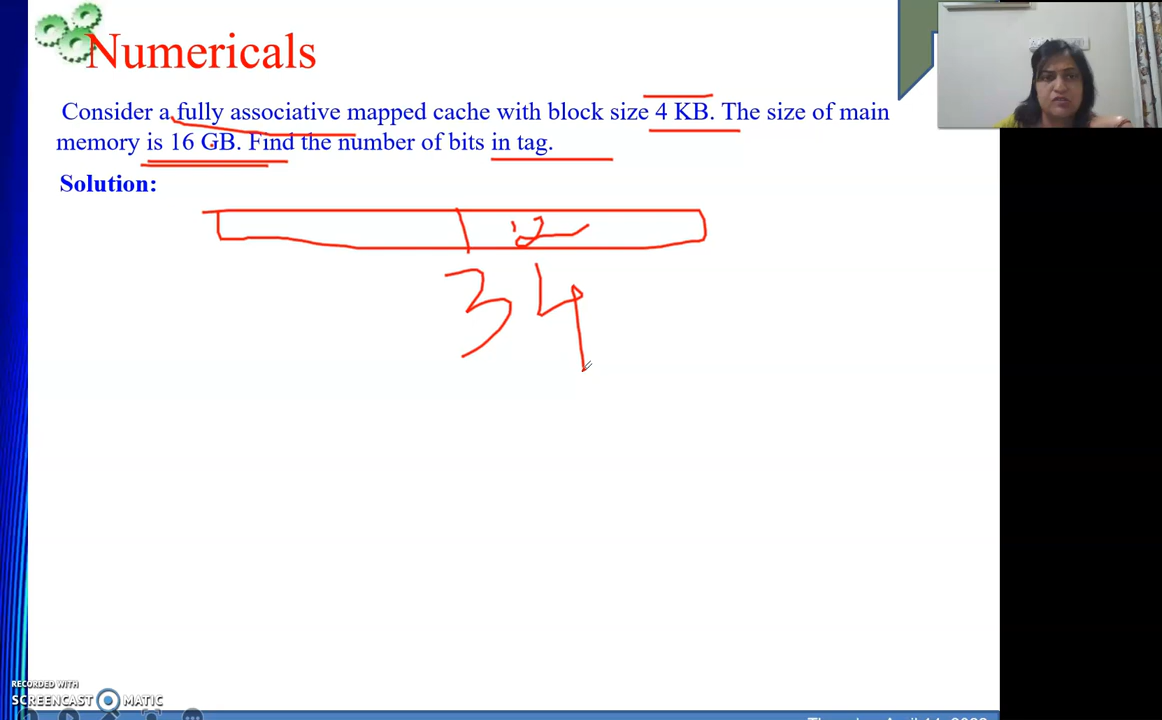 Numericals
Consider a fully associative mapped cache with block size 4 KB. The size of main
memory is 16 GB. Find the number of bits in tag.
Solution:
12
34
RECORDED WITH
SCREENCAST MATIC